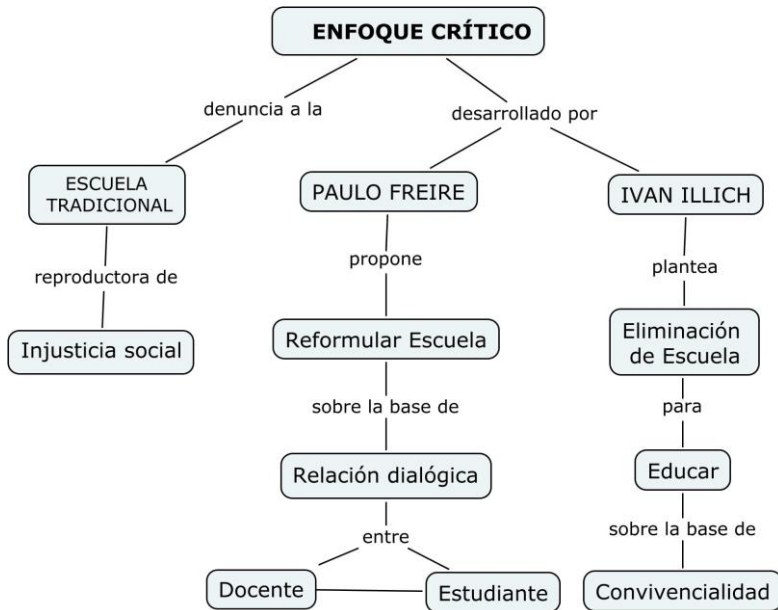 ENFOQUE CRÍTICO
denuncia a la
desarrollado por
ESCUELA
TRADICIONAL
PAULO FREIRE
IVAN ILLICH
reproductora de
propone
plantea
Injusticia social
Reformular Escuela
Eliminación
de Escuela
sobre la base de
para
Relación dialógica
Educar
entre
sobre la base de
Docente
Estudiante
Convivencialidad